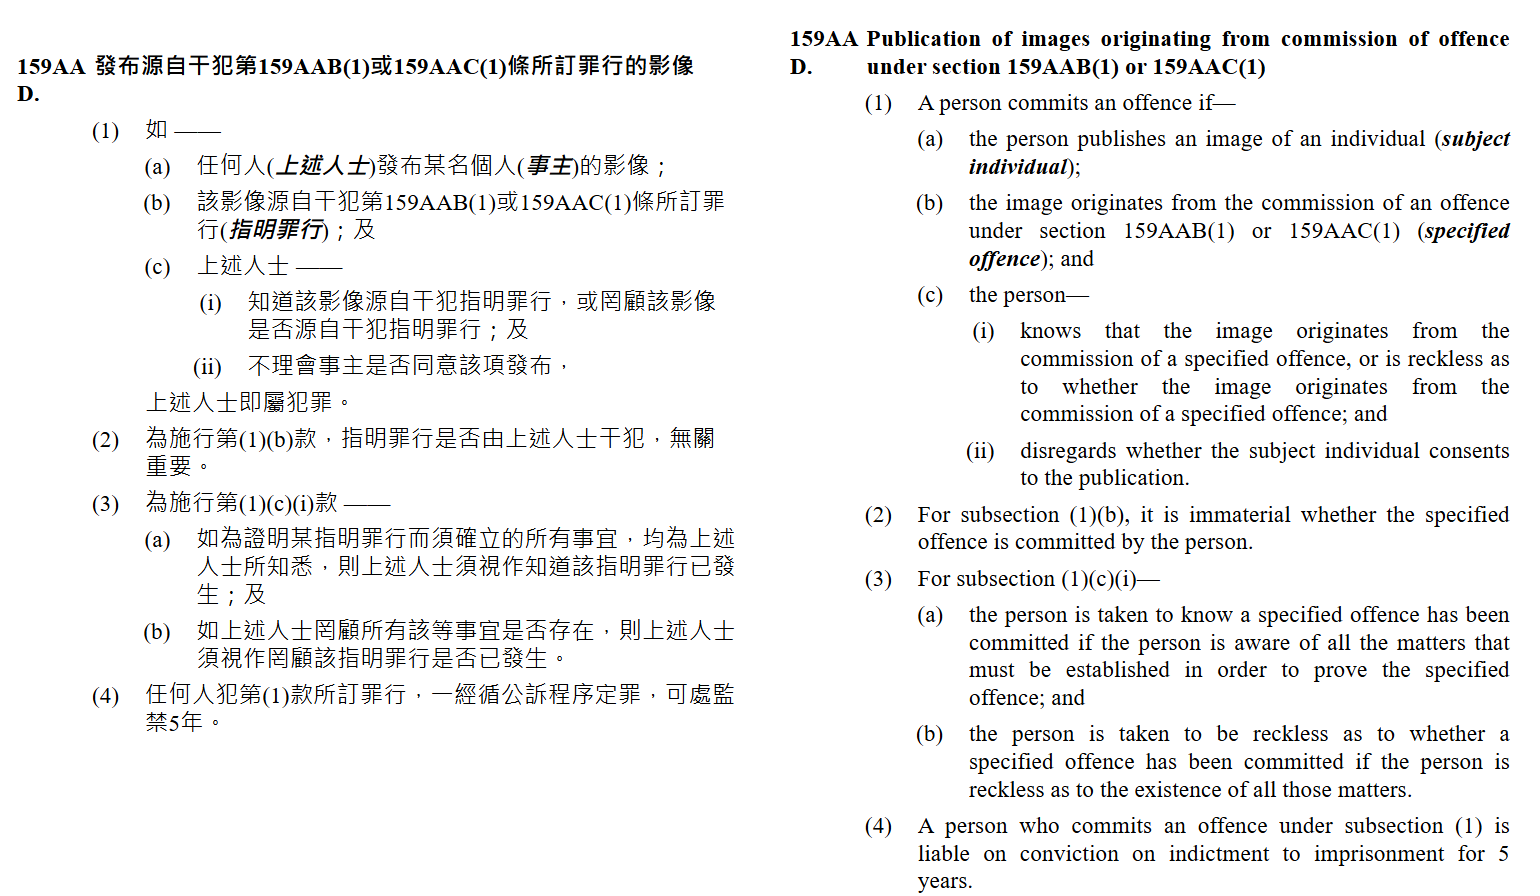 159AA 發布源自干犯第159AAB(1)或159AAC(1)條所訂罪行的影像
D.
(1) 如 ——
(a) 任何人(上述人士)發布某名個人(事主)的影像；
(b) 該影像源自干犯第159AAB(1)或159AAC(1)條所訂罪
行(指明罪行)；及
(c) 上述人士 ——
(i) 知道該影像源自干犯指明罪行，或罔顧該影像
是否源自干犯指明罪行；及
(ii) 不理會事主是否同意該項發布，
上述人士即屬犯罪。
(2) 為施行第(1)(b)款，指明罪行是否由上述人士干犯，無關
重要。
(3) 為施行第(1)(c)(i)款 ——
(a) 如為證明某指明罪行而須確立的所有事宜，均為上述
人士所知悉，則上述人士須視作知道該指明罪行已發
生；及
(b) 如上述人士罔顧所有該等事宜是否存在，則上述人士
須視作罔顧該指明罪行是否已發生。
(4) 任何人犯第(1)款所訂罪行，一經循公訴程序定罪，可處監
禁5年。
159AA Publication of images originating from commission of offence
D. under section 159AAB(1) or 159AAC(1)
(1) A person commits an offence if—
(a) the person publishes an image of an individual (subject
individual);
(b) the image originates from the commission of an offence
under section 159AAB(1) or 159AAC(1) (specified
offence); and
(c) the person—
(i) knows that the image originates from the
commission of a specified offence, or is reckless as
to whether the image originates from the
commission of a specified offence; and
(ii) disregards whether the subject individual consents
to the publication.
(2) For subsection (1)(b), it is immaterial whether the specified
offence is committed by the person.
(3) For subsection (1)(c)(i)—
(a) the person is taken to know a specified offence has been
committed if the person is aware of all the matters that
must be established in order to prove the specified
offence; and
(b) the person is taken to be reckless as to whether a
specified offence has been committed if the person is
reckless as to the existence of all those matters.
(4) A person who commits an offence under subsection (1) is
liable on conviction on indictment to imprisonment for 5
years.